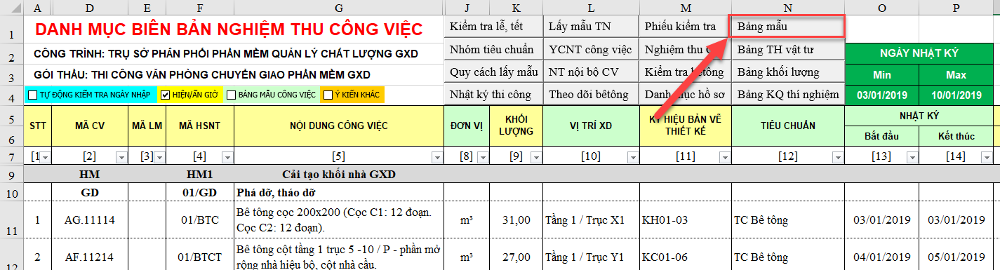 A D E F G J K L M N O P
1 DANH MỤC BIÊN BẢN NGHIỆM THU CÔNG VIỆC Kiểm tra lễ, tết Lấy mẫu TN Phiếu kiểm tra Bảng mẫu
2 CÔNG TRÌNH: TRỤ SỞ PHÂN PHỐI PHẦN MỀM QUẢN LÝ CHẤT LƯỢNG GXD Nhóm tiêu chuẩn YCNT công việc Nghiệm thu Bảng TH vật tư NGÀY NHẬT KÝ
3 GÓI THẦU: THI CÔNG VĂN PHÒNG CHUYỂN GIAO PHẦN MỀM GXD Quy cách lấy mẫu NT nội bộ CV Kiểm tra bêtông Bảng khối lượng Min Max
4 TỰ ĐỘNG KIỂM TRA NGÀY NHẬP HIỆN/ẨN GIỜ BẢNG MẪU CÔNG VIỆC Ý KIẾN KHÁC Nhật ký thi công Theo dõi bêtông Danh mục hồ sơ Bảng KQ thí nghiệm 03/01/2019 10/01/2019
5 STT MÃ CV MÃ LM MÃ HSNT NỘI DUNG CÔNG VIỆC ĐƠN VỊ KHỐI LƯỢNG VỊ TRÍ XD KÝ HIỆU BẢN VẼ THIẾT KẾ TIÊU CHUẨN NHẬT KÝ
6 Bắt đầu Kết thúc
7 [1 [2] [3] [4] [5] [8] [9] [10] [11] [12] [13] [14]
9 HM HM1 Cải tạo khối nhà GXD
10 GD 01/GD Phá dỡ, tháo dỡ
11 1 AG.11114 01/BTC Bê tông cọc 200x200 (Cọc C1: 12 đoạn. Cọc C2: 12 đoạn). m³ 31,00 Tầng 1 / Trục X1 KH01-03 TC Bê tông 03/01/2019 03/01/2019
12 2 AF.11214 01/BTCT Bê tông cột tầng 1 trục 5 -10 / P - phần mở rộng nhà hiệu bộ, cột nhà cầu. m³ 27,00 Tầng 1 / Trục Y1 KC01-06 TC Bê tông 04/01/2019 05/01/2019